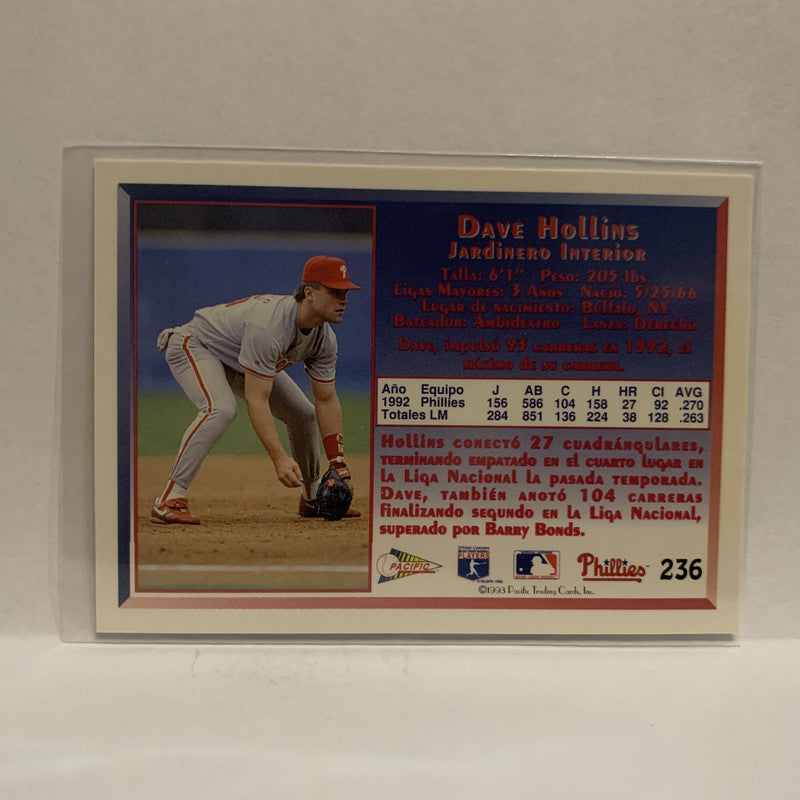 Dave Hollins
Jardinero Interior
Talla: 6'1" Peso: 205 lbs.
Ligas Mayores: 3 Años Nacio: 5/25/66
Lugar de nacimiento: Buffalo, NY
Bateador: Ambidextro Lanza: Derecho
Dave, impulsó 93 carreras en 1992, el
máximo de su carrera.
Año Equipo J AB C H HR CI AVG
1992 Phillies 156 586 104 158 27 92 .270
Totales LM 284 851 136 224 38 128 .263
Hollins conectó 27 cuadrángulares,
terminando empatado en el cuarto lugar en
la Liga Nacional la pasada temporada.
Dave, también anotó 104 carreras
finalizando segundo en la Liga Nacional,
superado por Barry Bonds.
PACIFIC
PLAYERS
Phillies
236
©1993 Pacific Trading Cards, Inc.